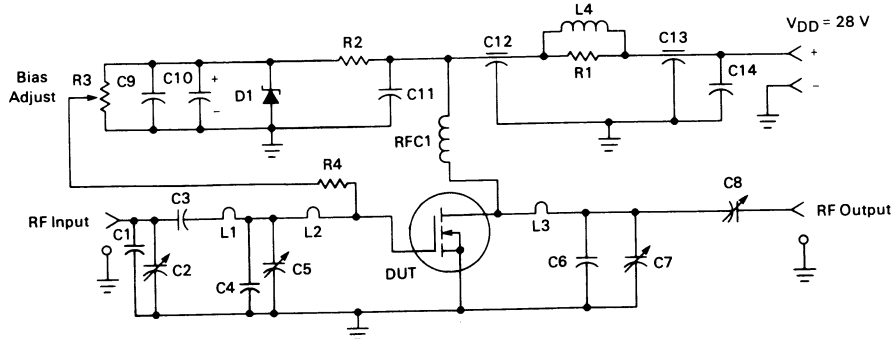 L4
V_DD = 28 V
C12
C13
R2
+
R1
Bias
Adjust
R3
C9
C10
+
–
D1
C11
C14
–
RFC1
R4
C3
C8
RF Input
RF Output
C1
L1
L2
L3
C2
C4
C5
DUT
C6
C7